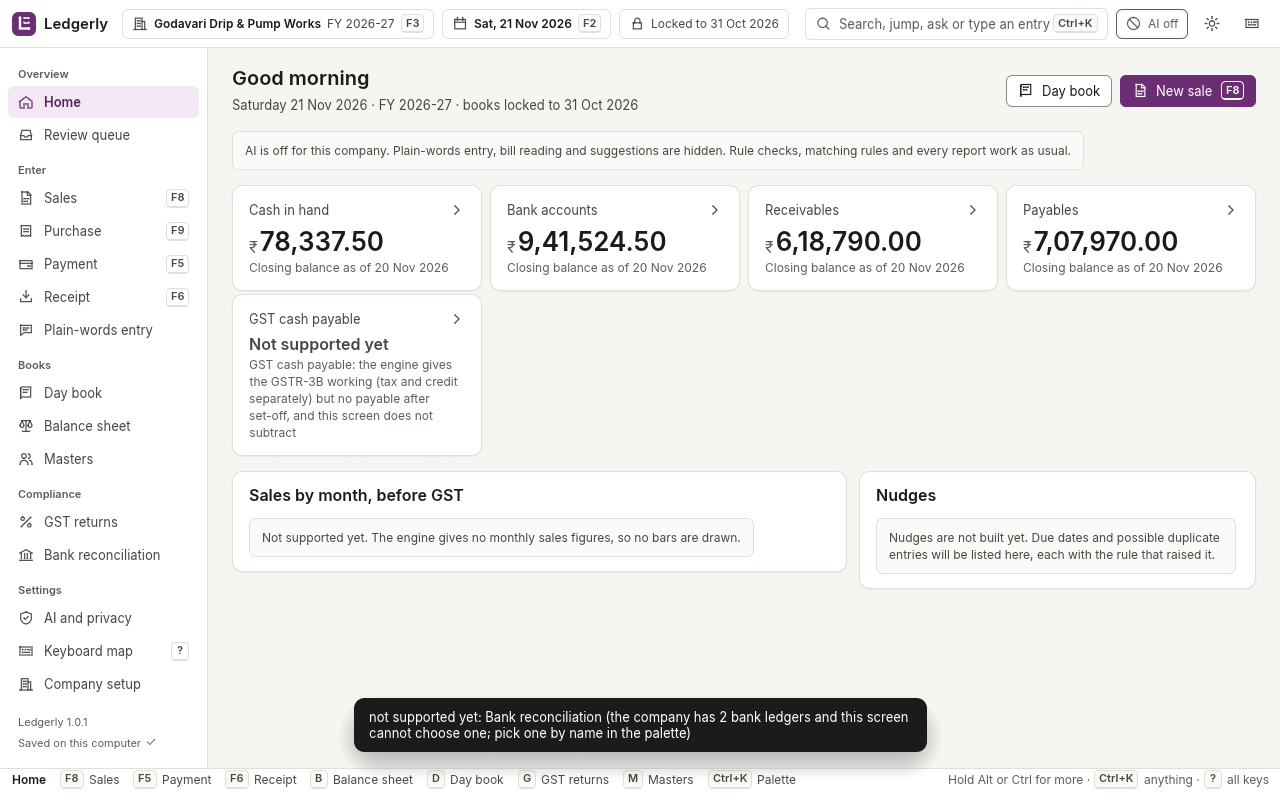 Ledgerly
Godavari Drip & Pump Works FY 2026-27 F3
Sat, 21 Nov 2026 F2
Locked to 31 Oct 2026
Search, jump, ask or type an entry Ctrl+K
AI off
Overview
Home
Review queue
Enter
Sales F8
Purchase F9
Payment F5
Receipt F6
Plain-words entry
Books
Day book
Balance sheet
Masters
Compliance
GST returns
Bank reconciliation
Settings
AI and privacy
Keyboard map ?
Company setup
Ledgerly 1.0.1
Saved on this computer
Good morning
Saturday 21 Nov 2026 · FY 2026-27 · books locked to 31 Oct 2026
Day book
New sale F8
AI is off for this company. Plain-words entry, bill reading and suggestions are hidden. Rule checks, matching rules and every report work as usual.
Cash in hand
₹78,337.50
Closing balance as of 20 Nov 2026
Bank accounts
₹9,41,524.50
Closing balance as of 20 Nov 2026
Receivables
₹6,18,790.00
Closing balance as of 20 Nov 2026
Payables
₹7,07,970.00
Closing balance as of 20 Nov 2026
GST cash payable
Not supported yet
GST cash payable: the engine gives
the GSTR-3B working (tax and credit
separately) but no payable after
set-off, and this screen does not
subtract
Sales by month, before GST
Not supported yet. The engine gives no monthly sales figures, so no bars are drawn.
Nudges
Nudges are not built yet. Due dates and possible duplicate
entries will be listed here, each with the rule that raised it.
not supported yet: Bank reconciliation (the company has 2 bank ledgers and this screen
cannot choose one; pick one by name in the palette)
Home F8 Sales F5 Payment F6 Receipt B Balance sheet D Day book G GST returns M Masters Ctrl+K Palette
Hold Alt or Ctrl for more · Ctrl+K anything · ? all keys